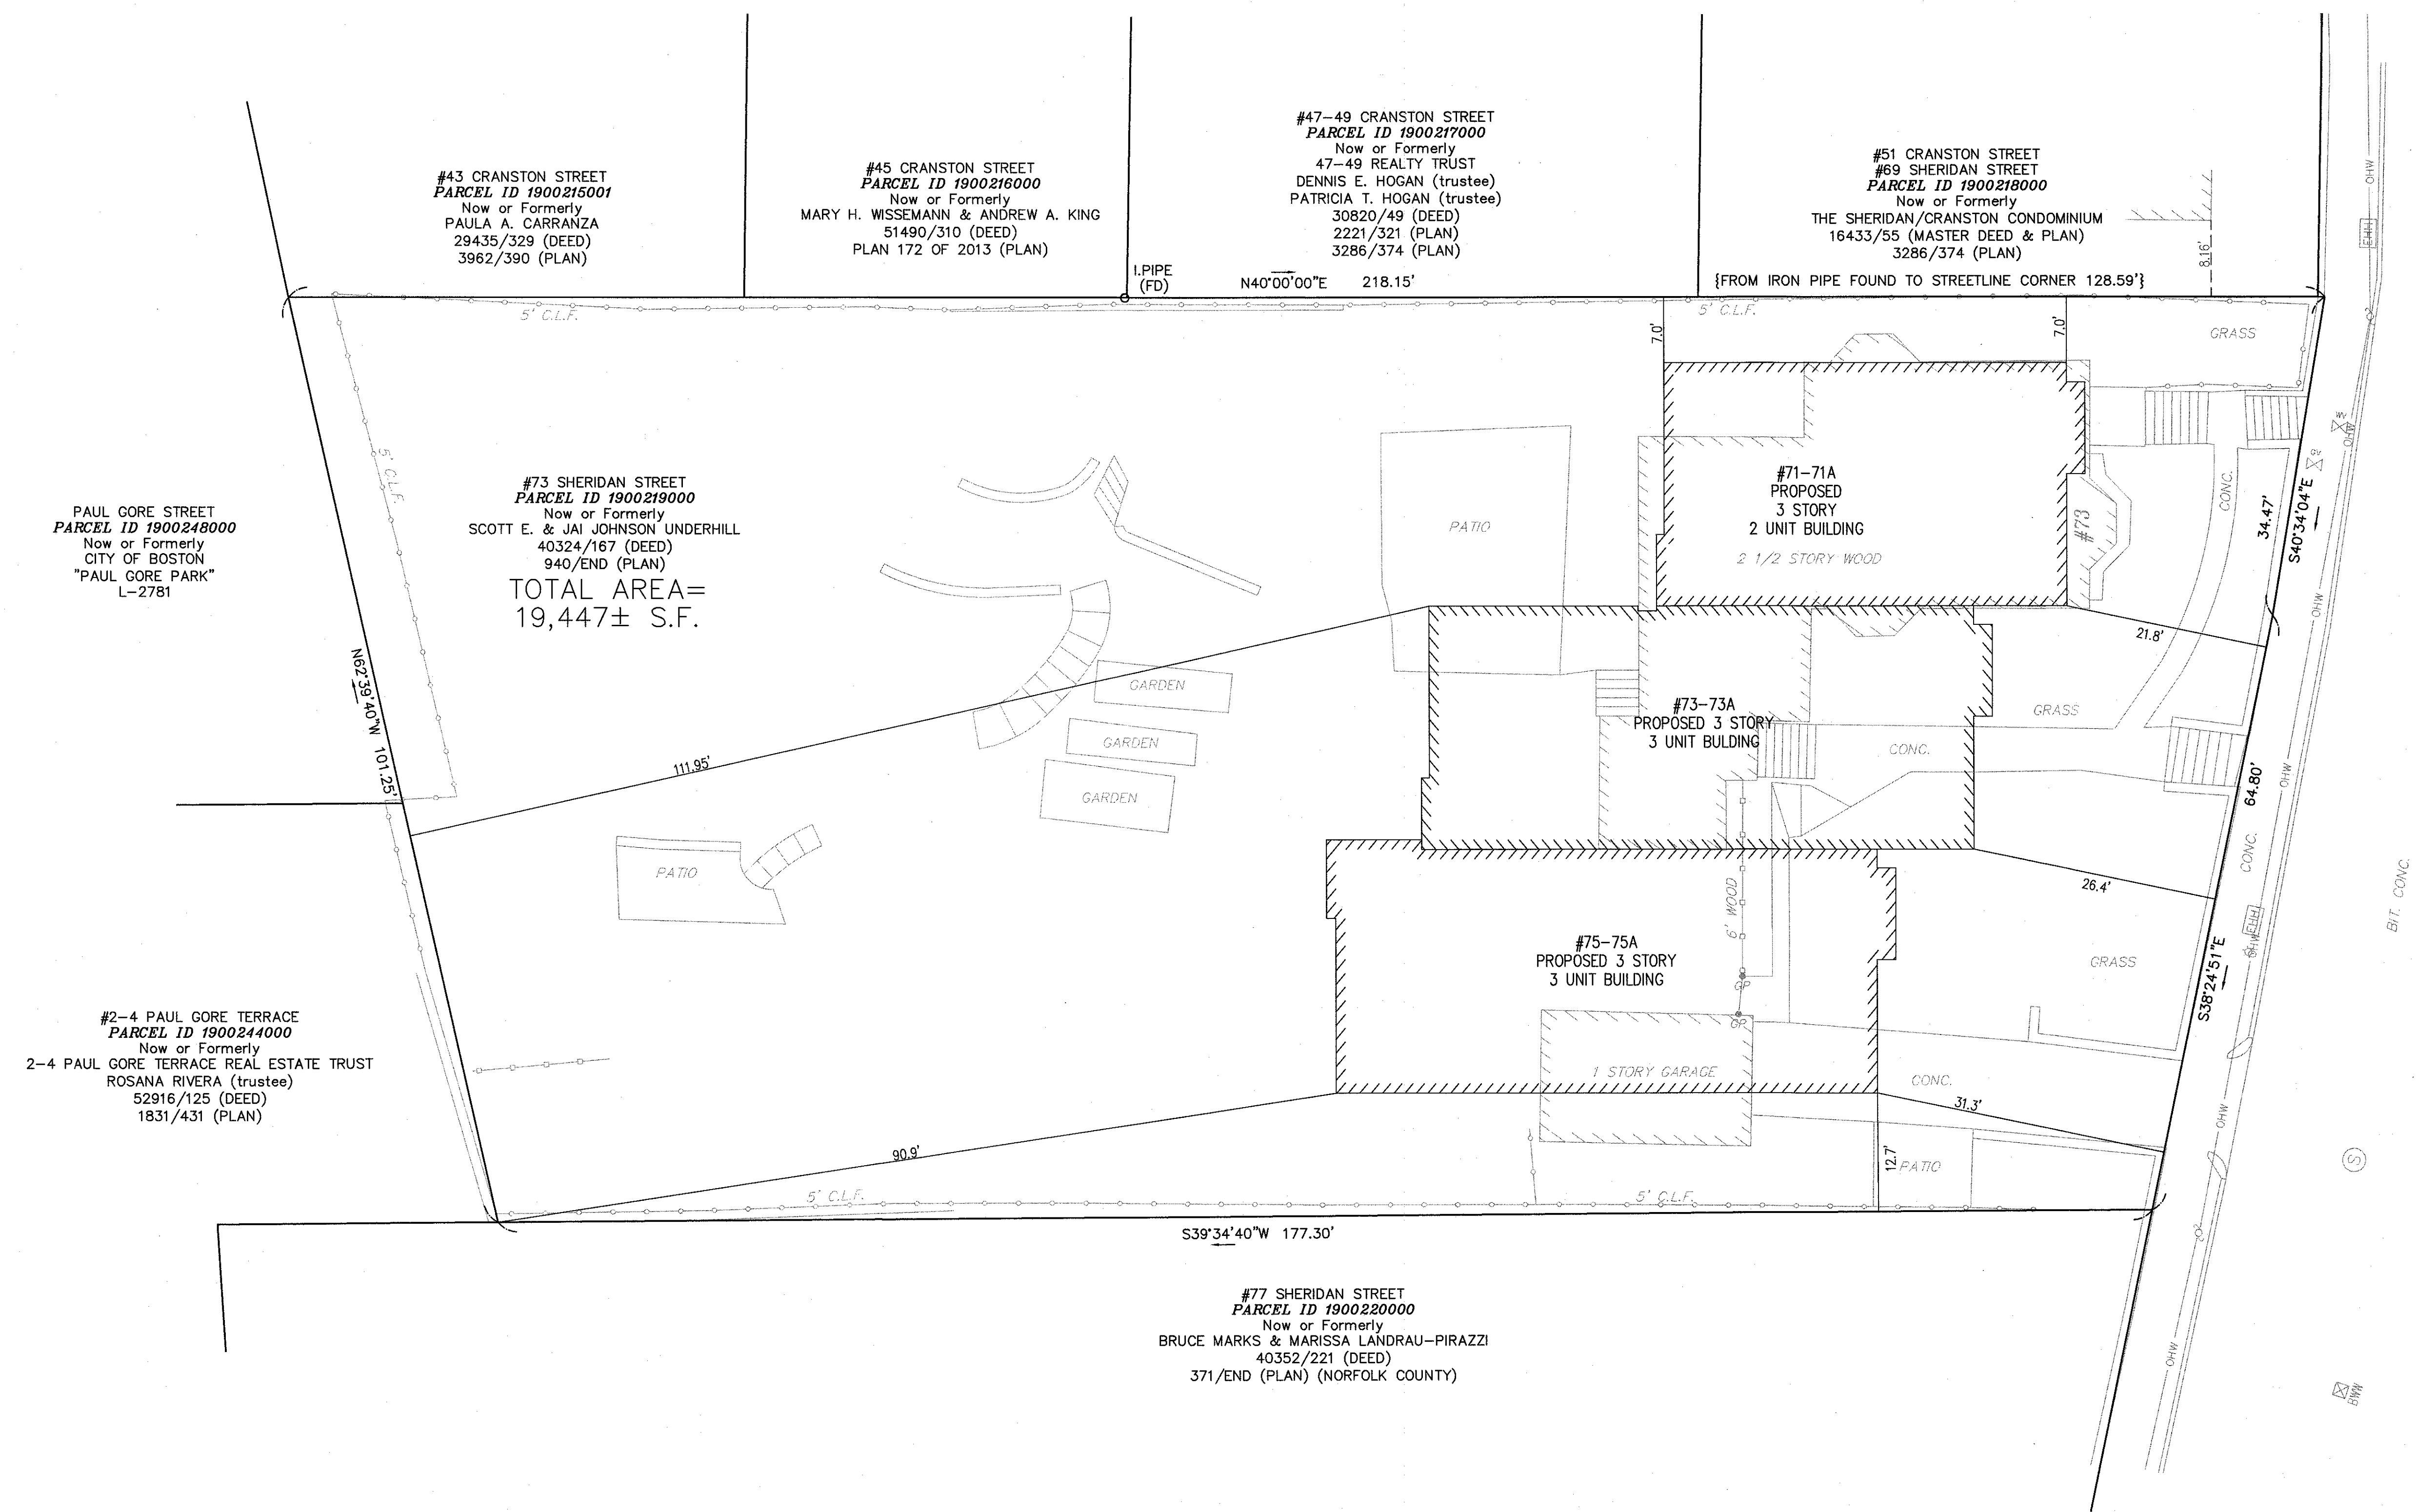 #43 CRANSTON STREET
PARCEL ID 1900215001
Now or Formerly
PAULA A. CARRANZA
29435/329 (DEED)
3962/390 (PLAN)
#45 CRANSTON STREET
PARCEL ID 1900216000
Now or Formerly
MARY H. WISSEMANN & ANDREW A. KING
51490/310 (DEED)
PLAN 172 OF 2013 (PLAN)
#47-49 CRANSTON STREET
PARCEL ID 1900217000
Now or Formerly
47-49 REALTY TRUST
DENNIS E. HOGAN (trustee)
PATRICIA T. HOGAN (trustee)
30820/49 (DEED)
2221/321 (PLAN)
3286/374 (PLAN)
#51 CRANSTON STREET
#69 SHERIDAN STREET
PARCEL ID 1900218000
Now or Formerly
THE SHERIDAN/CRANSTON CONDOMINIUM
16433/55 (MASTER DEED & PLAN)
3286/374 (PLAN)
8.16'
OHW
EHH
I.PIPE
(FD)
N40°00'00"E 218.15'
{FROM IRON PIPE FOUND TO STREETLINE CORNER 128.59'}
5' C.L.F.
5' C.L.F.
7.0'
7.0'
GRASS
5' C.L.F.
PAUL GORE STREET
PARCEL ID 1900248000
Now or Formerly
CITY OF BOSTON
"PAUL GORE PARK"
L-2781
#73 SHERIDAN STREET
PARCEL ID 1900219000
Now or Formerly
SCOTT E. & JAI JOHNSON UNDERHILL
40324/167 (DEED)
940/END (PLAN)
TOTAL AREA=
19,447± S.F.
PATIO
#71-71A
PROPOSED
3 STORY
2 UNIT BUILDING
2 1/2 STORY WOOD
#73
CONC.
34.47'
S40°34'04"E
OHW
OHW
21.8'
N62°39'40"W 101.25'
111.95'
GARDEN
GARDEN
GARDEN
#73-73A
PROPOSED 3 STORY
3 UNIT BULDING
GRASS
CONC.
64.80'
OHW
CONC.
BIT. CONC.
PATIO
6' WOOD
26.4'
#75-75A
PROPOSED 3 STORY
3 UNIT BUILDING
GP
GP
GRASS
EHH
OHW
S38°24'51"E
#2-4 PAUL GORE TERRACE
PARCEL ID 1900244000
Now or Formerly
2-4 PAUL GORE TERRACE REAL ESTATE TRUST
ROSANA RIVERA (trustee)
52916/125 (DEED)
1831/431 (PLAN)
1 STORY GARAGE
CONC.
31.3'
OHW
90.9'
12.7'
PATIO
S
5' C.L.F.
5' C.L.F.
S39°34'40"W 177.30'
#77 SHERIDAN STREET
PARCEL ID 1900220000
Now or Formerly
BRUCE MARKS & MARISSA LANDRAU-PIRAZZI
40352/221 (DEED)
371/END (PLAN) (NORFOLK COUNTY)
OHW
BWW